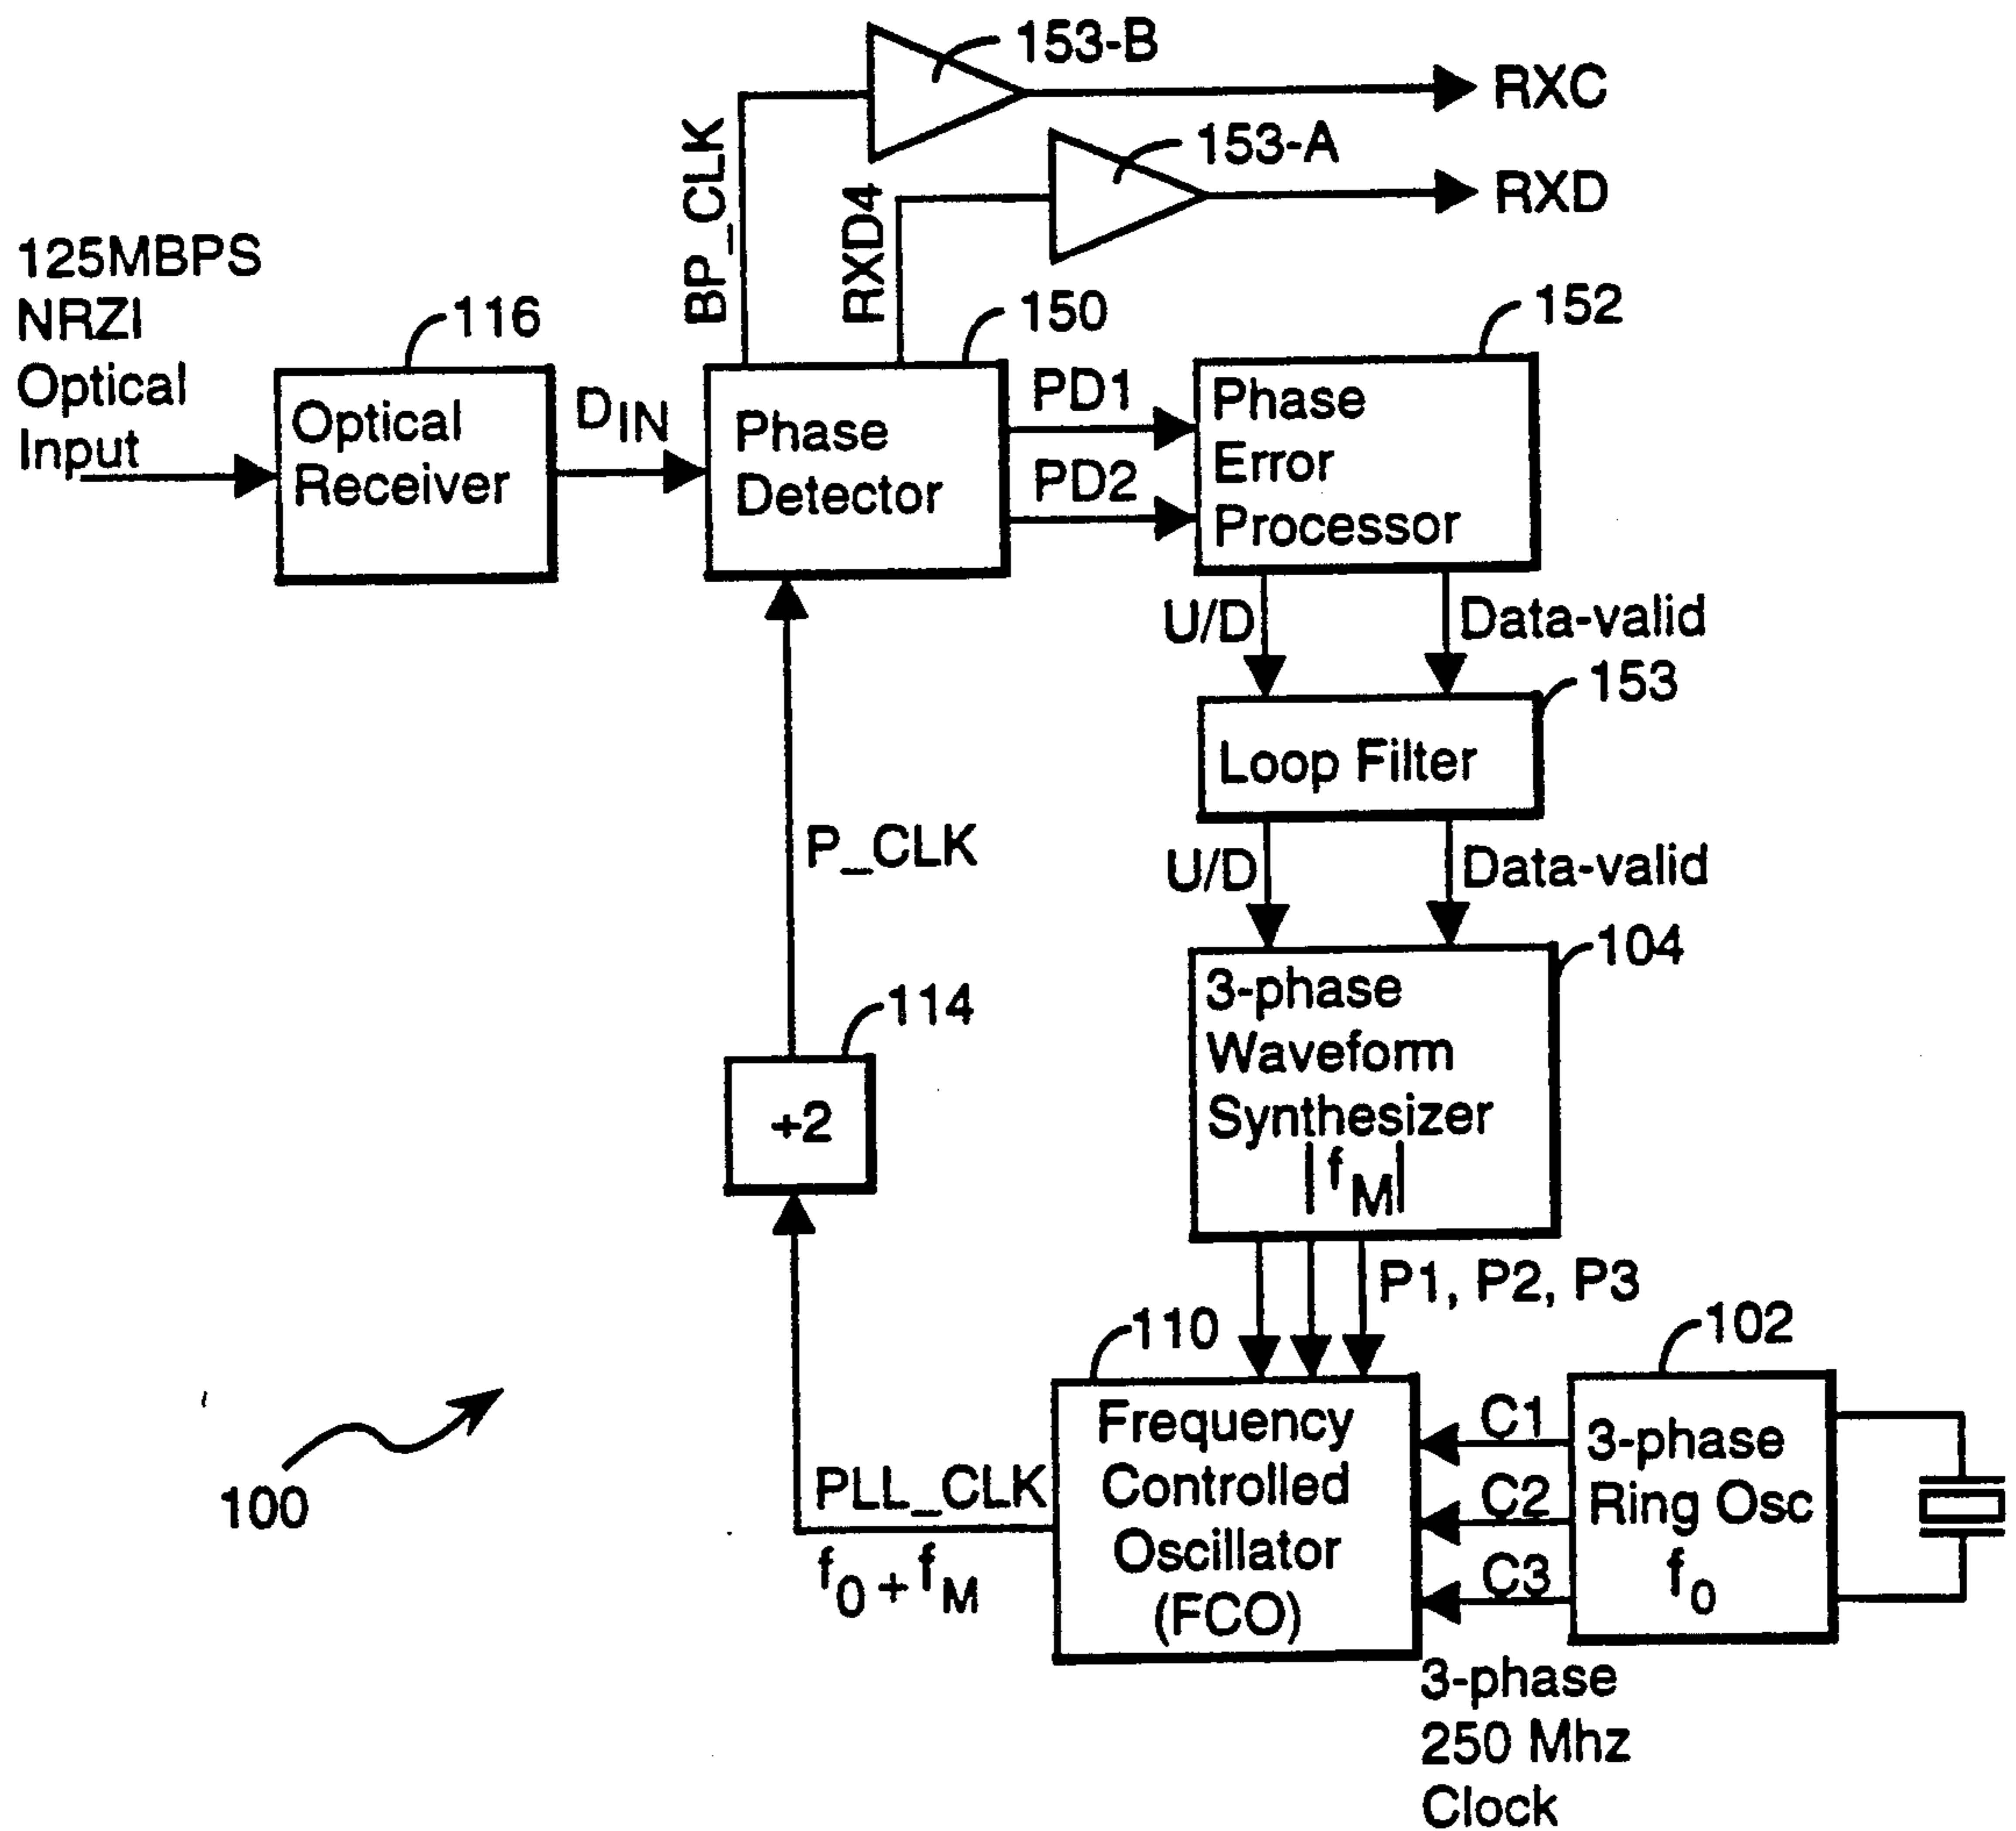 153-B
RXC
153-A
RXD
BP_CLK
RXD4
125MBPS
NRZI
Optical
Input
116
Optical
Receiver
DIN
150
Phase
Detector
PD1
PD2
152
Phase
Error
Processor
U/D
Data-valid
153
Loop Filter
U/D
Data-valid
P_CLK
104
3-phase
Waveform
Synthesizer
|fM|
114
+2
P1, P2, P3
110
102
Frequency
Controlled
Oscillator
(FCO)
C1
C2
C3
3-phase
Ring Osc
f0
PLL_CLK
f0 + fM
100
3-phase
250 Mhz
Clock